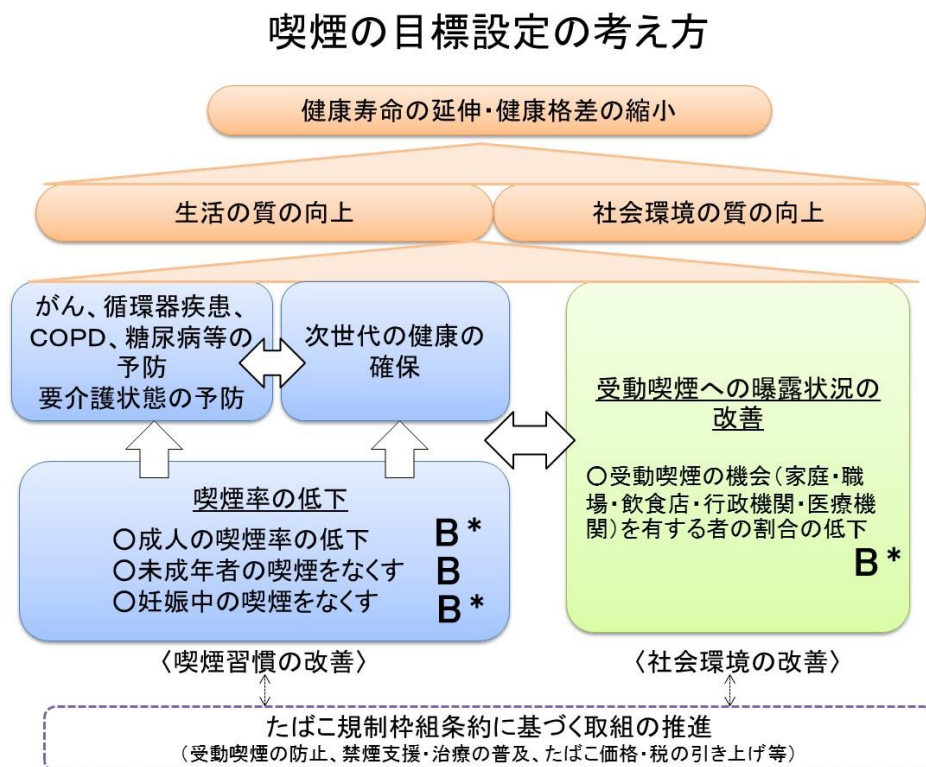 喫煙の目標設定の考え方
健康寿命の延伸・健康格差の縮小
生活の質の向上
社会環境の質の向上
がん、循環器疾患、
COPD、糖尿病等の
予防
要介護状態の予防
次世代の健康の
確保
喫煙率の低下
○成人の喫煙率の低下 B*
○未成年者の喫煙をなくす B
○妊娠中の喫煙をなくす B*
受動喫煙への曝露状況の
改善
○受動喫煙の機会(家庭・職
場・飲食店・行政機関・医療機
関)を有する者の割合の低下
B*
〈喫煙習慣の改善〉
〈社会環境の改善〉
たばこ規制枠組条約に基づく取組の推進
(受動喫煙の防止、禁煙支援・治療の普及、たばこ価格・税の引き上げ等)